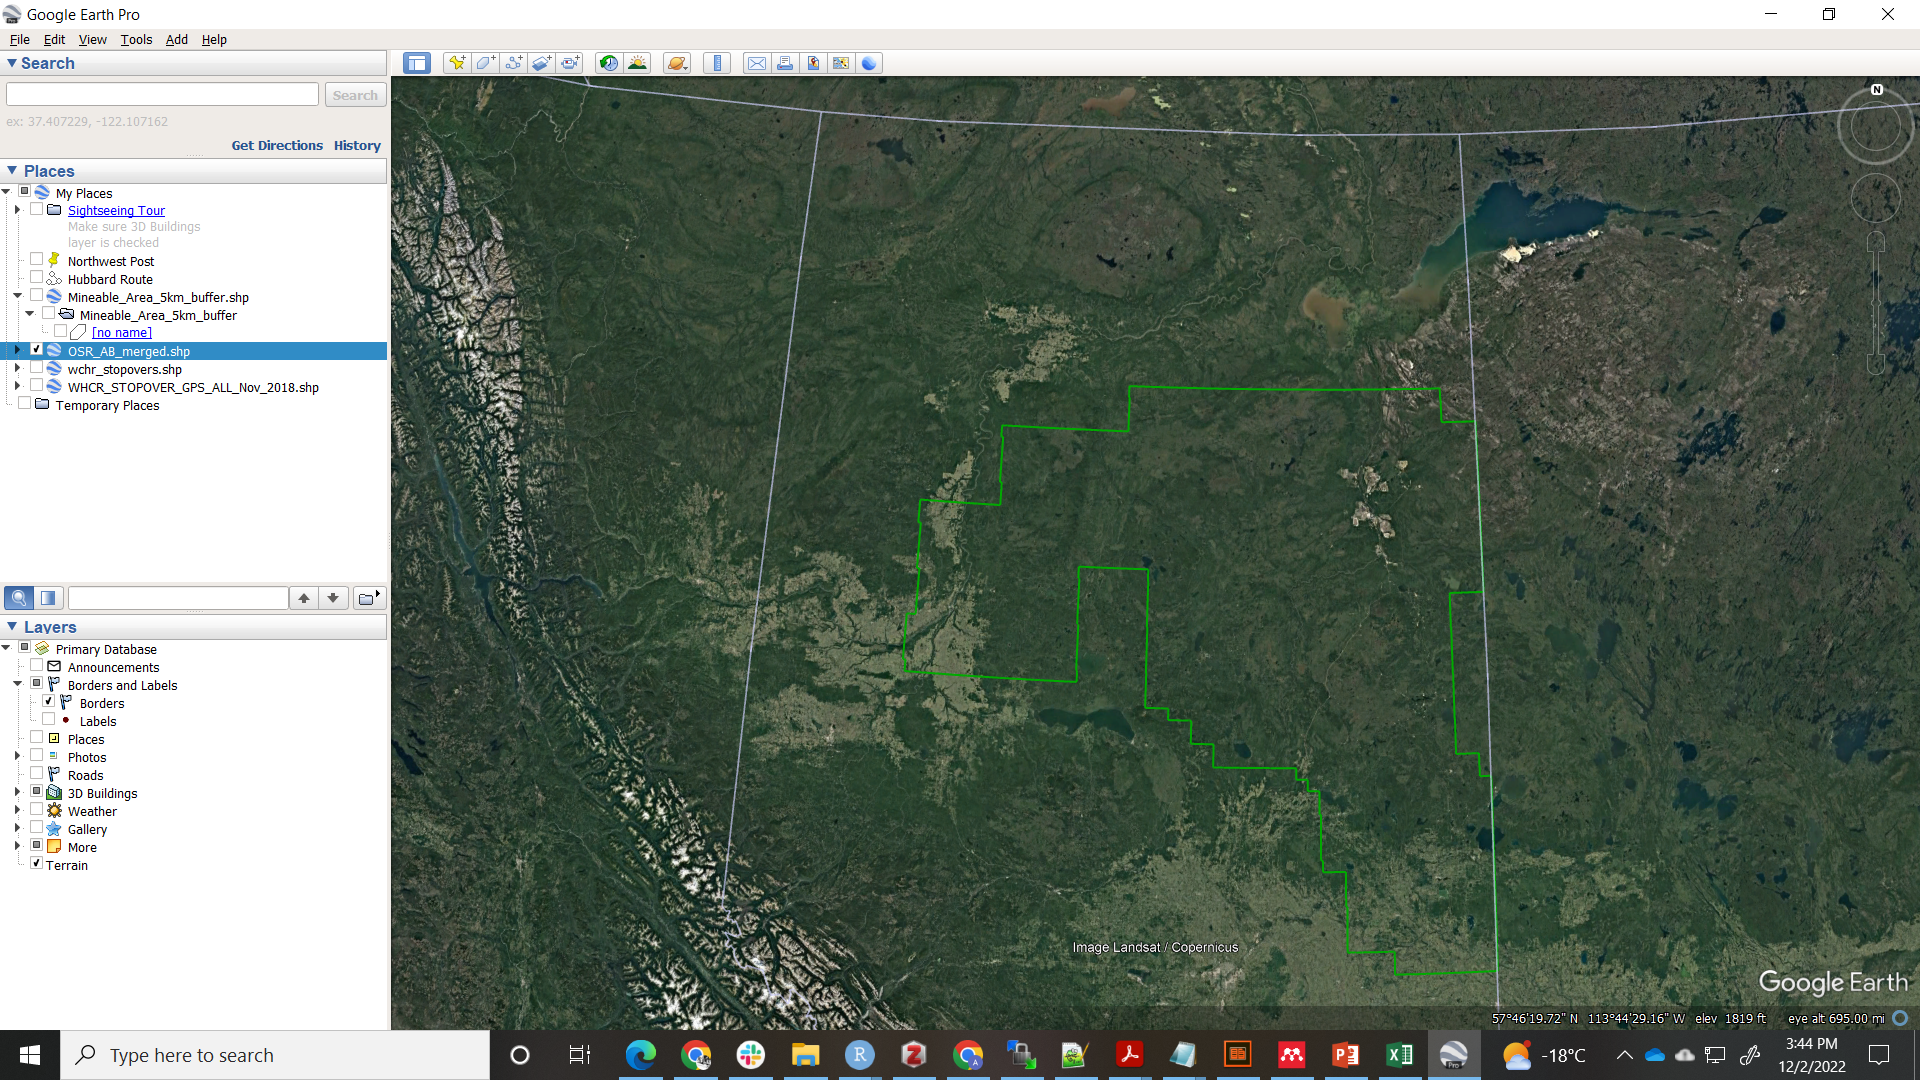 Google Earth Pro
File Edit View Tools Add Help
Search
Search
ex: 37.407229, -122.107162
Get Directions History
Places
My Places
Sightseeing Tour
Make sure 3D Buildings
layer is checked
Northwest Post
Hubbard Route
Mineable_Area_5km_buffer.shp
Mineable_Area_5km_buffer
[no name]
OSR_AB_merged.shp
wchr_stopovers.shp
WHCR_STOPOVER_GPS_ALL_Nov_2018.shp
Temporary Places
Layers
Primary Database
Announcements
Borders and Labels
Borders
Labels
Places
Photos
Roads
3D Buildings
Weather
Gallery
More
Terrain
N
Image Landsat / Copernicus
Google Earth
57°46'19.72" N 113°44'29.16" W elev 1819 ft eye alt 695.00 mi
Type here to search
-18°C
3:44 PM
12/2/2022